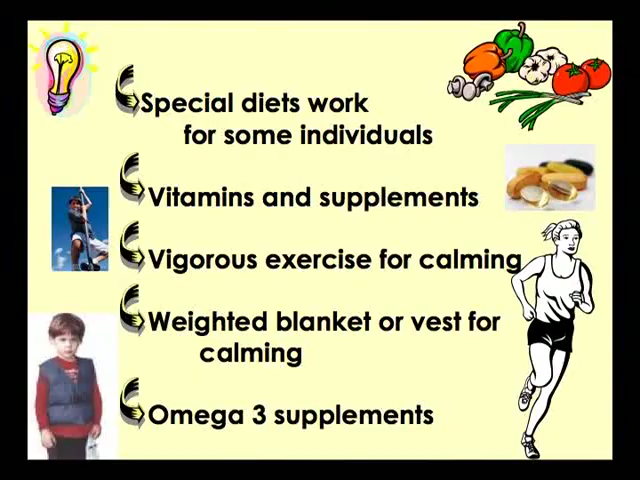 Special diets work
for some individuals
Vitamins and supplements
Vigorous exercise for calming
Weighted blanket or vest for
calming
Omega 3 supplements